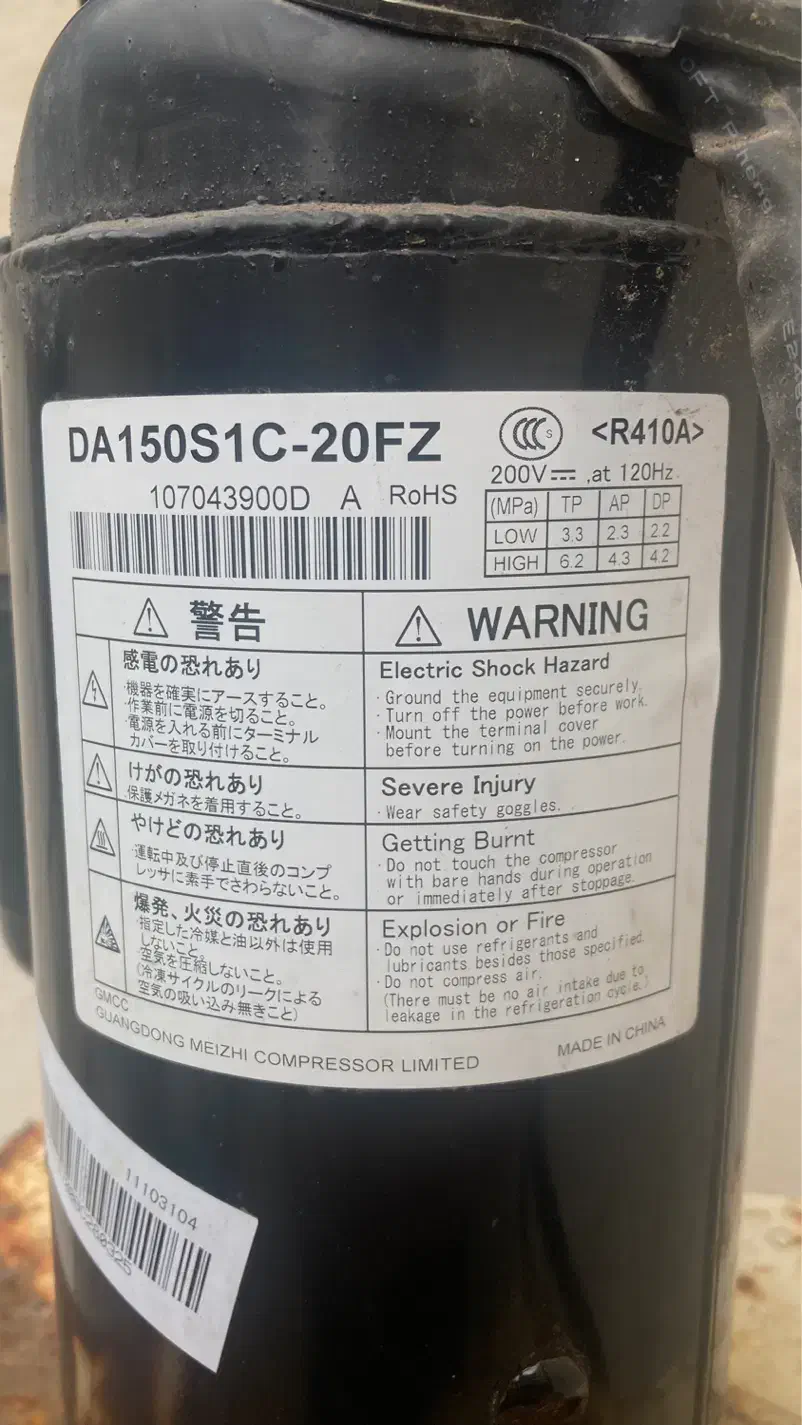 DA150S1C-20FZ
CCC S
<R410A>
200V⎓ ,at 120Hz
107043900D A RoHS
(MPa) TP AP DP
LOW 3.3 2.3 2.2
HIGH 6.2 4.3 4.2
警告
WARNING
感電の恐れあり
・機器を確実にアースすること。
・作業前に電源を切ること。
・電源を入れる前にターミナル
カバーを取り付けること。
Electric Shock Hazard
・Ground the equipment securely.
・Turn off the power before work.
・Mount the terminal cover
before turning on the power.
けがの恐れあり
・保護メガネを着用すること。
Severe Injury
・Wear safety goggles.
やけどの恐れあり
・運転中及び停止直後のコンプ
レッサに素手でさわらないこと。
Getting Burnt
・Do not touch the compressor
with bare hands during operation
or immediately after stoppage.
爆発、火災の恐れあり
・指定した冷媒と油以外は使用
しないこと。
・空気を圧縮しないこと。
(冷凍サイクルのリークによる
空気の吸い込み無きこと)
Explosion or Fire
・Do not use refrigerants and
lubricants besides those specified.
・Do not compress air.
(There must be no air intake due to
leakage in the refrigeration cycle.)
GMCC
GUANGDONG MEIZHI COMPRESSOR LIMITED
MADE IN CHINA
11103104